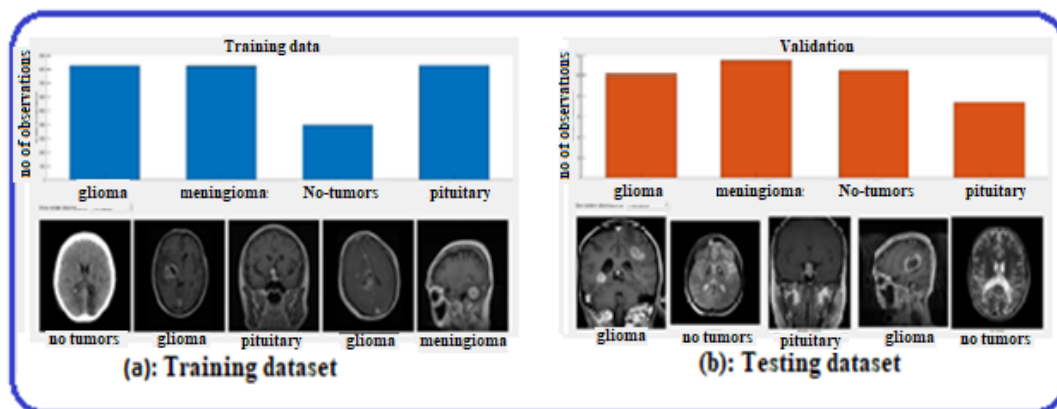 Training data
no of observations
glioma
meningioma:
No-tumors
pituitary
no tumors
glioma
pituitary
glioma
meningioma
(a): Training dataset
Validation
no of observations
glioma
meningioma:
No-tumors
pituitary
glioma
no tumors
pituitary
glioma
no tumors
(b): Testing dataset